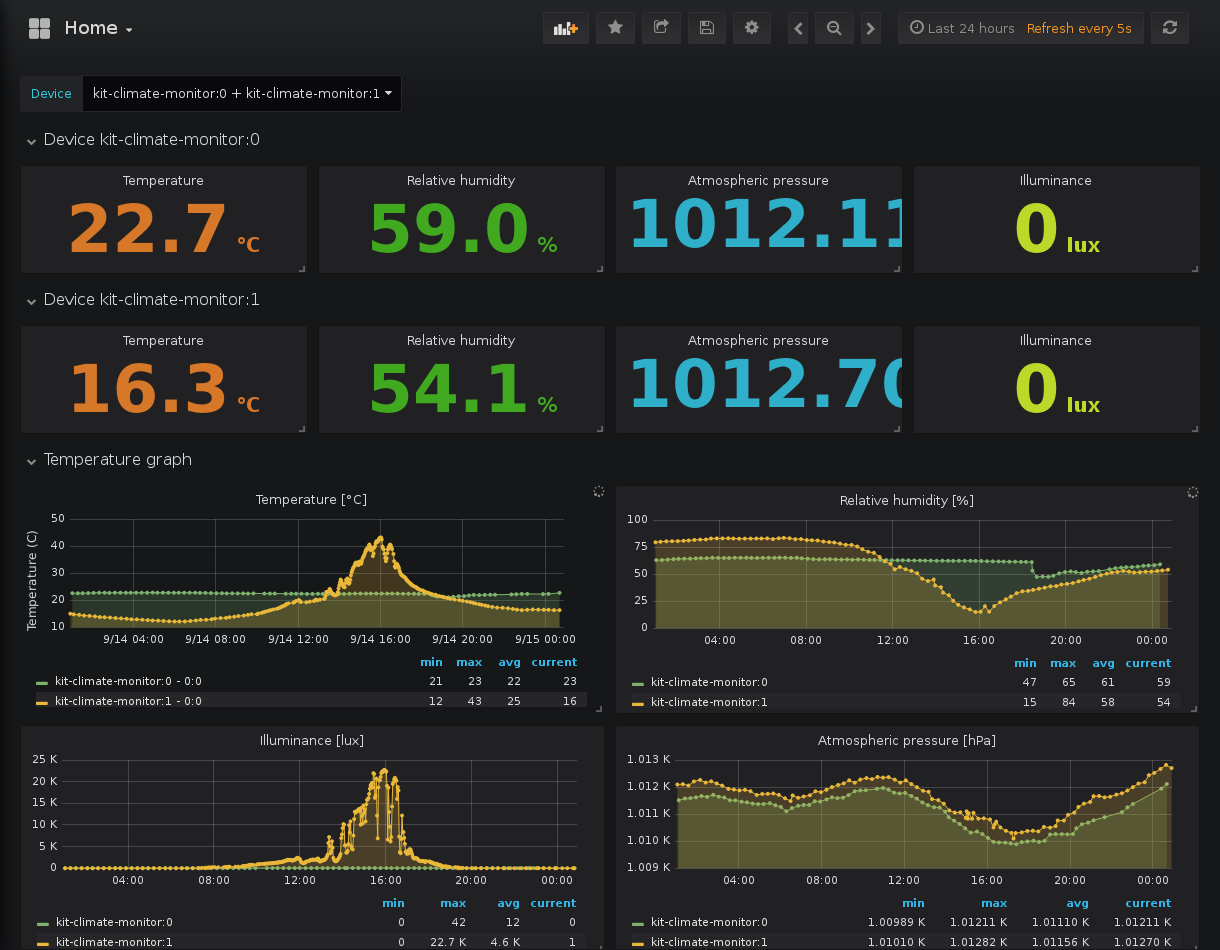 Home
Last 24 hours Refresh every 5s
Device kit-climate-monitor:0 + kit-climate-monitor:1
Device kit-climate-monitor:0
Temperature Relative humidity Atmospheric pressure Illuminance
22.7 °C 59.0 % 1012.11 0 lux
Device kit-climate-monitor:1
Temperature Relative humidity Atmospheric pressure Illuminance
16.3 °C 54.1 % 1012.70 0 lux
Temperature graph
Temperature [°C]
Temperature (C)
50
40
30
20
10
9/14 04:00 9/14 08:00 9/14 12:00 9/14 16:00 9/14 20:00 9/15 00:00
min max avg current
kit-climate-monitor:0 - 0:0 21 23 22 23
kit-climate-monitor:1 - 0:0 12 43 25 16
Relative humidity [%]
100
75
50
25
0
04:00 08:00 12:00 16:00 20:00 00:00
min max avg current
kit-climate-monitor:0 47 65 61 59
kit-climate-monitor:1 15 84 58 54
Illuminance [lux]
25 K
20 K
15 K
10 K
5 K
0
04:00 08:00 12:00 16:00 20:00 00:00
min max avg current
kit-climate-monitor:0 0 42 12 0
kit-climate-monitor:1 0 22.7 K 4.6 K 1
Atmospheric pressure [hPa]
1.013 K
1.012 K
1.011 K
1.010 K
1.009 K
04:00 08:00 12:00 16:00 20:00 00:00
min max avg current
kit-climate-monitor:0 1.00989 K 1.01211 K 1.01110 K 1.01211 K
kit-climate-monitor:1 1.01010 K 1.01282 K 1.01156 K 1.01270 K